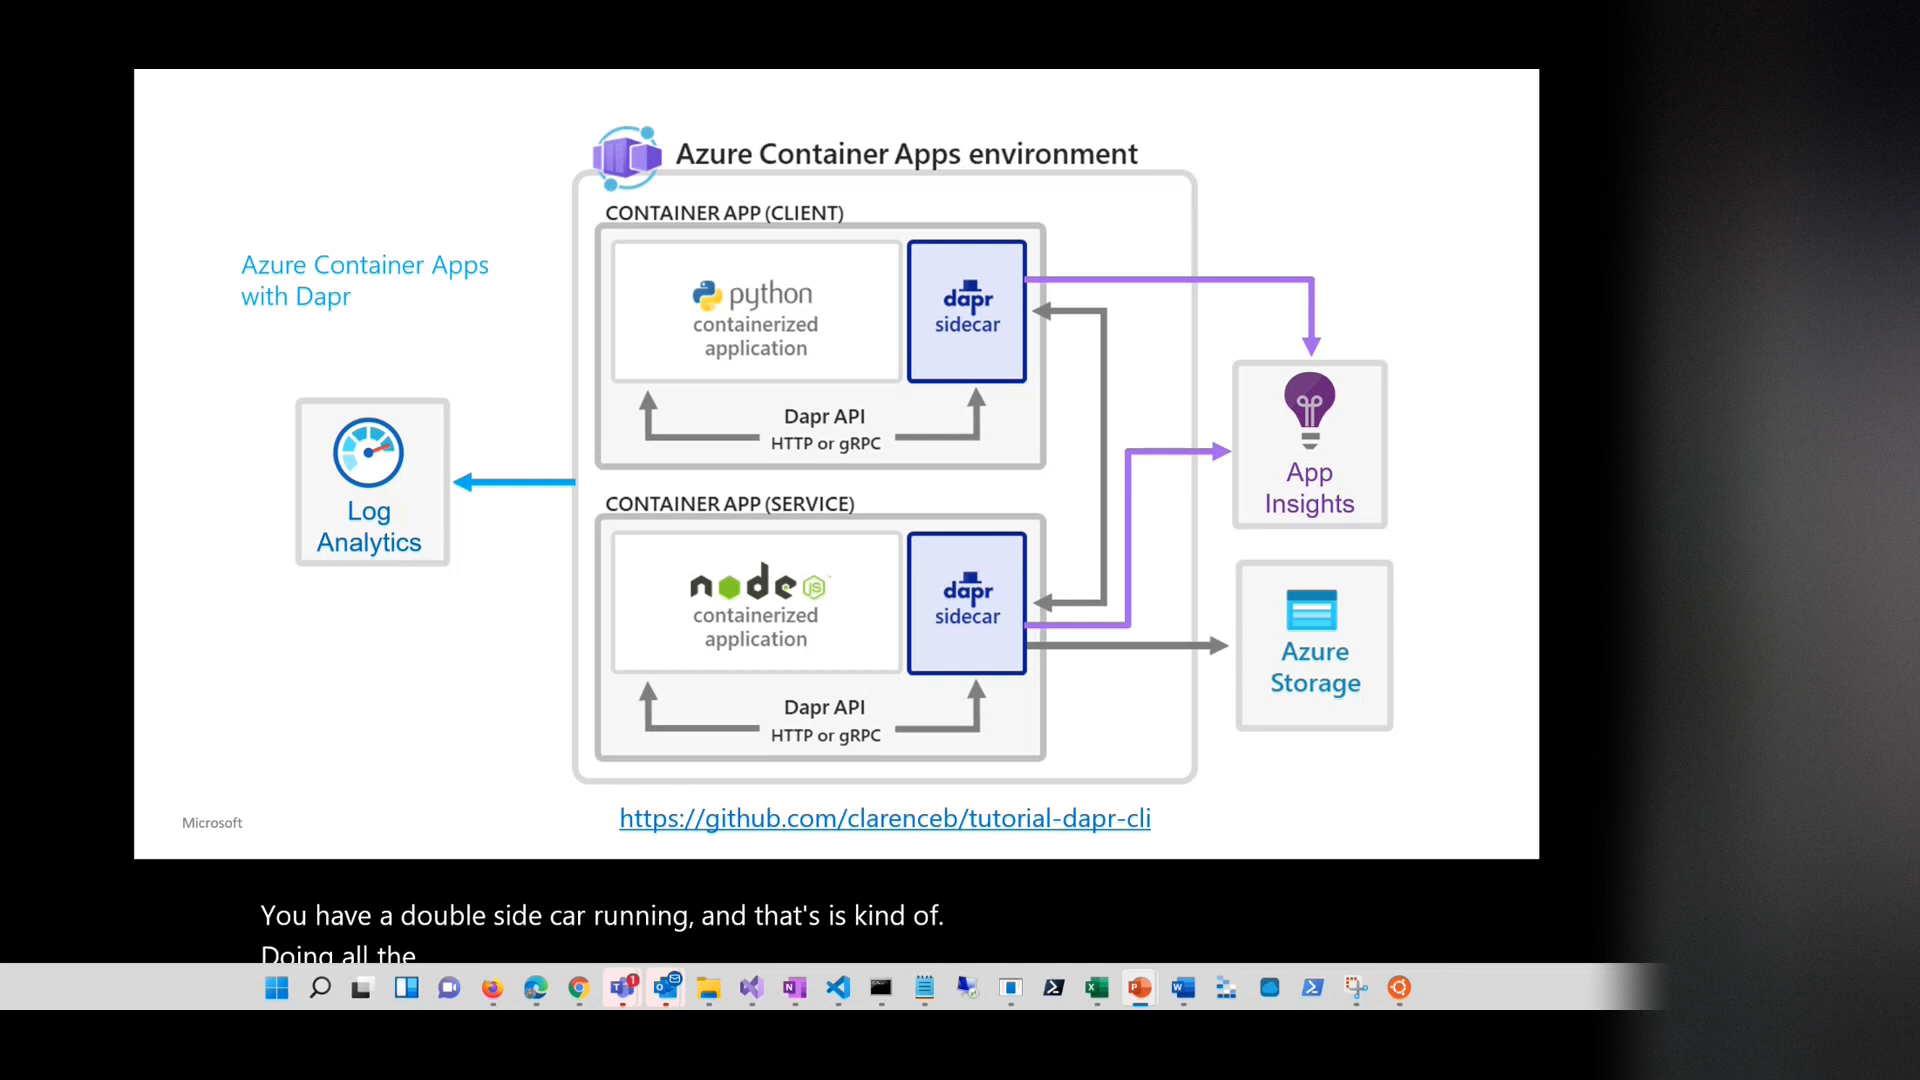 Azure Container Apps environment
CONTAINER APP (CLIENT)
Azure Container Apps
with Dapr
python
containerized
application
dapr
sidecar
Dapr API
HTTP or gRPC
Log
Analytics
CONTAINER APP (SERVICE)
node
JS
containerized
application
dapr
sidecar
Dapr API
HTTP or gRPC
App
Insights
Azure
Storage
Microsoft
https://github.com/clarenceb/tutorial-dapr-cli
You have a double side car running, and that's is kind of.
Doing all the